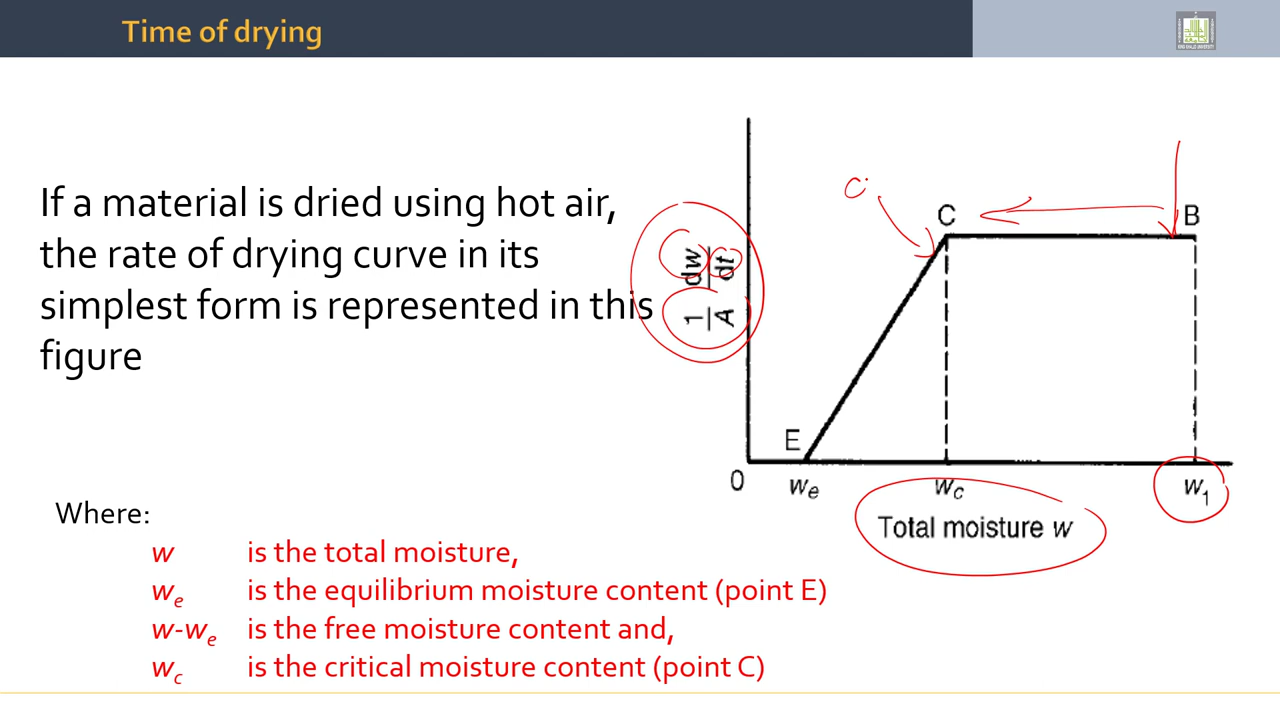 Time of drying
If a material is dried using hot air,
the rate of drying curve in its
simplest form is represented in this
figure
1/A dw/dt
C
C
B
E
0
wₑ
w_c
w₁
Total moisture w
Where:
w is the total moisture,
wₑ is the equilibrium moisture content (point E)
w-wₑ is the free moisture content and,
w_c is the critical moisture content (point C)